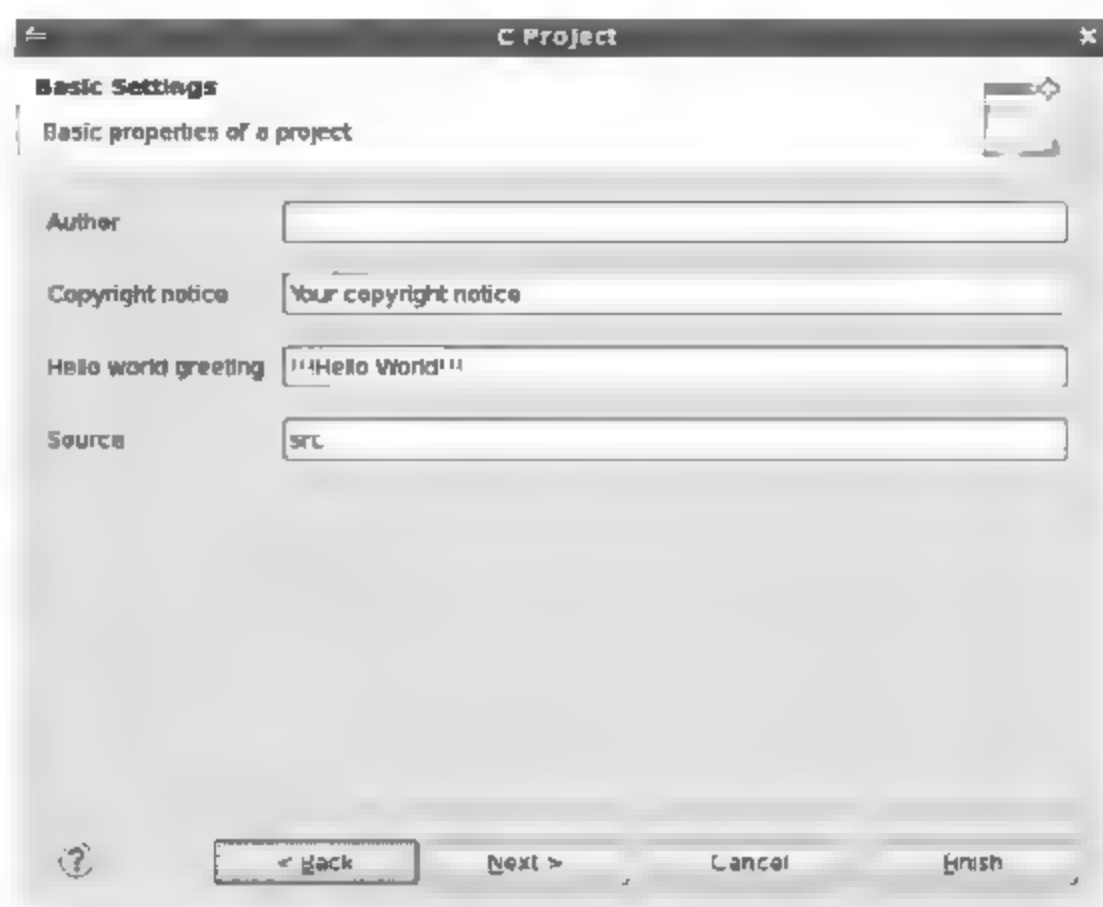 C Project
Basic Settings
Basic properties of a project
Author
Copyright notice Your copyright notice
Hello world greeting !!!Hello World!!!
Source src
< Back Next > Cancel Finish